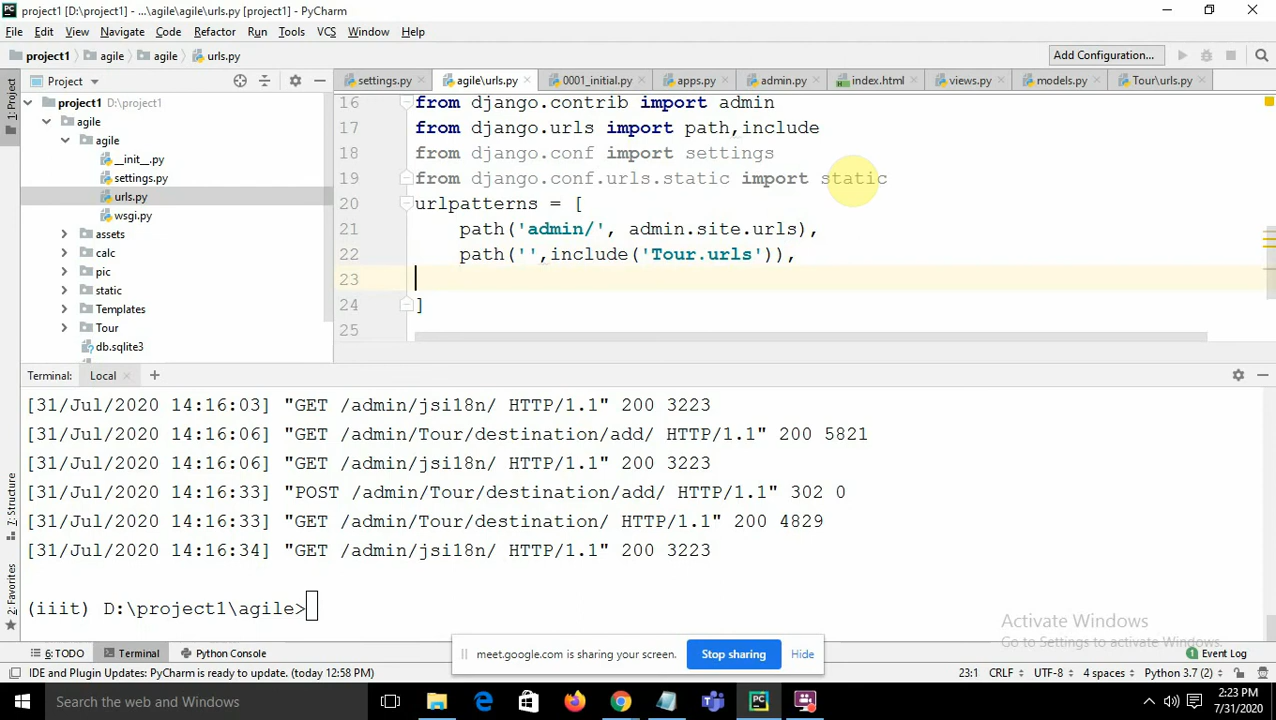 project1 [D:\project1] - ...\agile\agile\urls.py [project1] - PyCharm
File Edit View Navigate Code Refactor Run Tools VCS Window Help
project1 agile agile urls.py Add Configuration...
Project settings.py agile\urls.py 0001_initial.py apps.py admin.py index.html views.py models.py Tour\urls.py
1: Project
project1 D:\project1
agile
agile
__init__.py
settings.py
urls.py
wsgi.py
assets
calc
pic
static
Templates
Tour
db.sqlite3
16 from django.contrib import admin
17 from django.urls import path,include
18 from django.conf import settings
19 from django.conf.urls.static import static
20 urlpatterns = [
21 path('admin/', admin.site.urls),
22 path('',include('Tour.urls')),
23
24 ]
25
Terminal: Local
[31/Jul/2020 14:16:03] "GET /admin/jsi18n/ HTTP/1.1" 200 3223
[31/Jul/2020 14:16:06] "GET /admin/Tour/destination/add/ HTTP/1.1" 200 5821
[31/Jul/2020 14:16:06] "GET /admin/jsi18n/ HTTP/1.1" 200 3223
[31/Jul/2020 14:16:33] "POST /admin/Tour/destination/add/ HTTP/1.1" 302 0
[31/Jul/2020 14:16:33] "GET /admin/Tour/destination/ HTTP/1.1" 200 4829
[31/Jul/2020 14:16:34] "GET /admin/jsi18n/ HTTP/1.1" 200 3223
(iiit) D:\project1\agile>
7: Structure
2: Favorites
Activate Windows
Go to Settings to activate Windows.
meet.google.com is sharing your screen. Stop sharing Hide
6: TODO Terminal Python Console 1 Event Log
IDE and Plugin Updates: PyCharm is ready to update. (today 12:58 PM) 23:1 CRLF UTF-8 4 spaces Python 3.7 (2)
Search the web and Windows
2:23 PM
7/31/2020